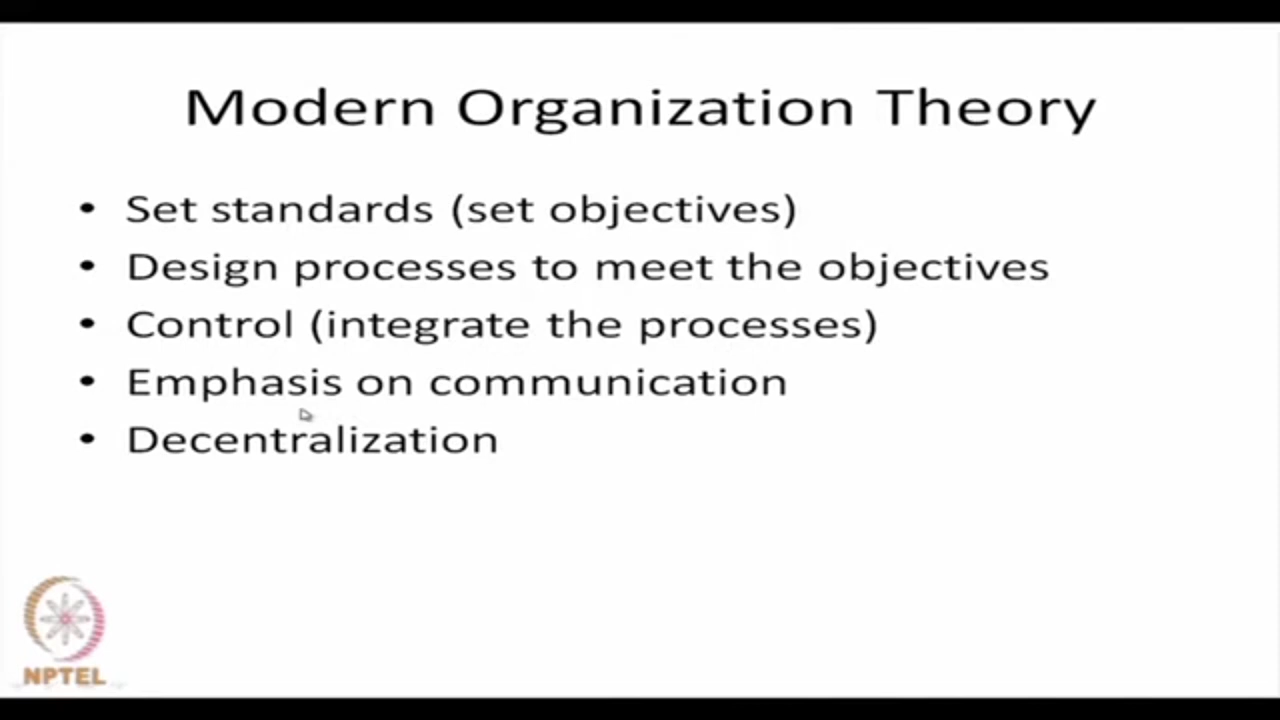 Modern Organization Theory
• Set standards (set objectives)
• Design processes to meet the objectives
• Control (integrate the processes)
• Emphasis on communication
• Decentralization
NPTEL